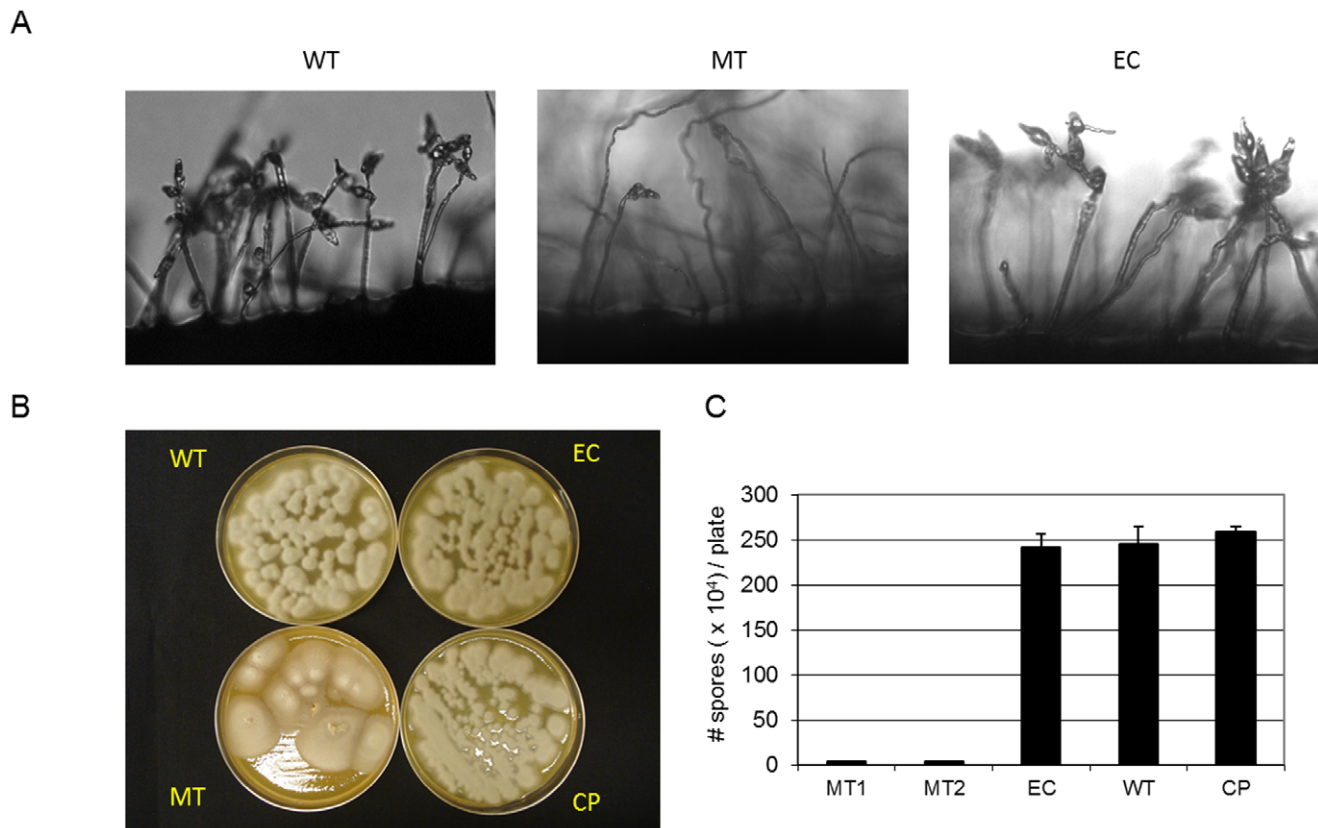 A
WT
MT
EC
B
WT
EC
MT
CP
C
# spores ( x 10⁴) / plate
300
250
200
150
100
50
0
MT1
MT2
EC
WT
CP